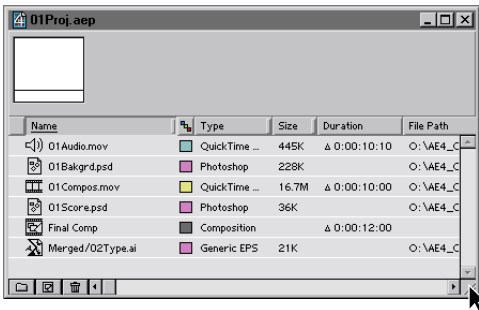 01Proj.aep
Name Type Size Duration File Path
01Audio.mov QuickTime ... 445K Δ 0:00:10:10 O:\AE4_C
01Bakgrd.psd Photoshop 228K O:\AE4_C
01Compos.mov QuickTime ... 16.7M Δ 0:00:10:00 O:\AE4_C
01Score.psd Photoshop 36K O:\AE4_C
Final Comp Composition Δ 0:00:12:00
Merged/02Type.ai Generic EPS 21K O:\AE4_C